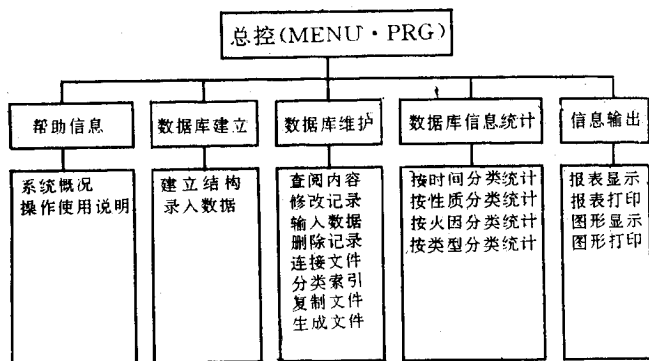 总控(MENU·PRG)
帮助信息
系统概况
操作使用说明
数据库建立
建立结构
录入数据
数据库维护
查阅内容
修改记录
输入数据
删除记录
连接文件
分类索引
复制文件
生成文件
数据库信息统计
按时间分类统计
按性质分类统计
按火因分类统计
按类型分类统计
信息输出
报表显示
报表打印
图形显示
图形打印